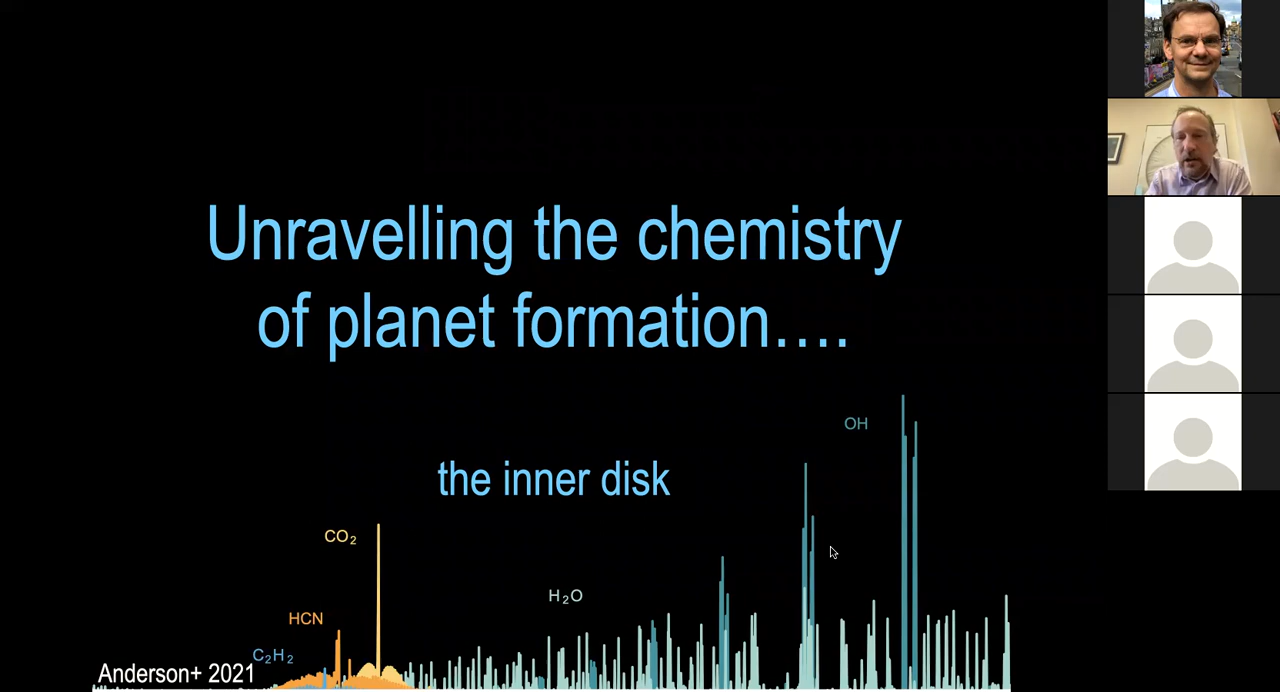 Unravelling the chemistry
of planet formation….
the inner disk
OH
CO₂
H₂O
HCN
C₂H₂
Anderson+ 2021